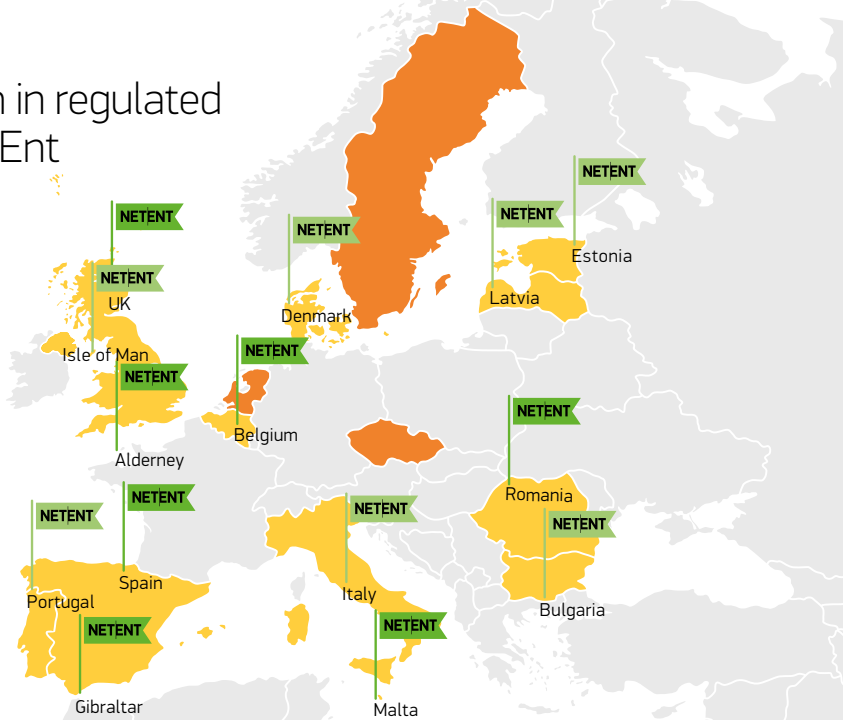 n in regulated
Ent
NETENT
NETENT
NETENT
NETENT
NETENT
Estonia
UK
Latvia
Denmark
Isle of Man
NETENT
NETENT
Belgium
Alderney
NETENT
NETENT
Romania
NETENT
NETENT
NETENT
Spain
Italy
Portugal
Bulgaria
NETENT
NETENT
Gibraltar
Malta